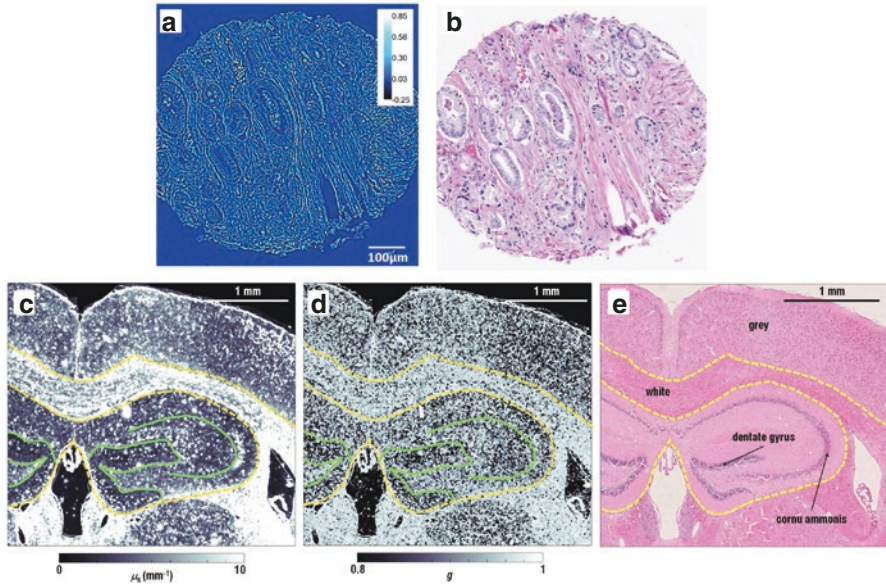 a
0.85
0.60
0.30
0.03
-0.25
100µm
b
c
1 mm
d
1 mm
e
1 mm
grey
white
dentate gyrus
cornu ammonis
0
10
µs (mm⁻¹)
0.8
1
g